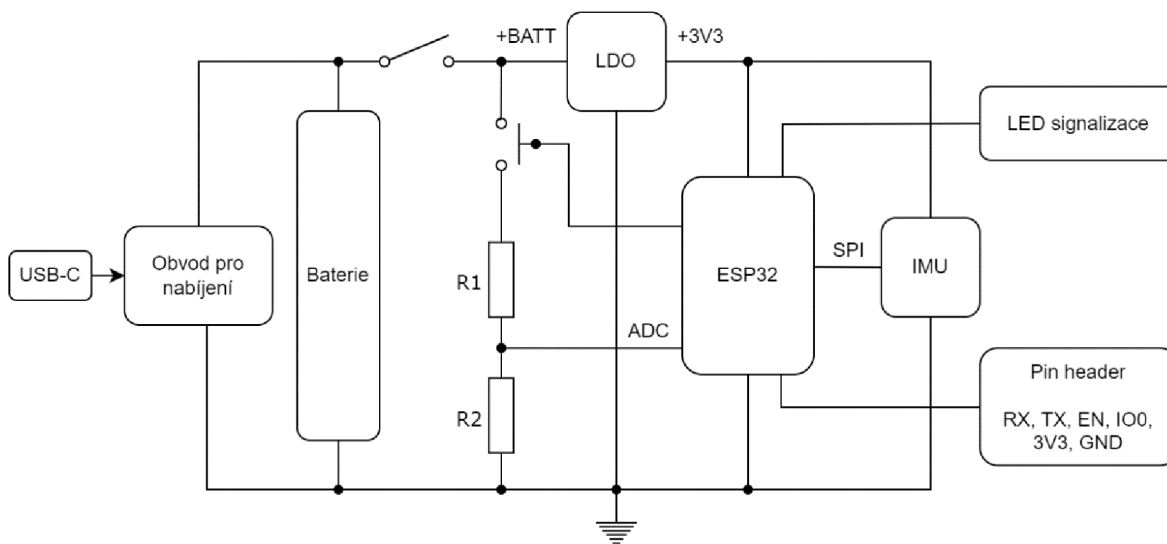 +BATT
+3V3
LDO
LED signalizace
USB-C
Obvod pro
nabíjení
Baterie
R1
ADC
R2
ESP32
SPI
IMU
Pin header
RX, TX, EN, IO0,
3V3, GND